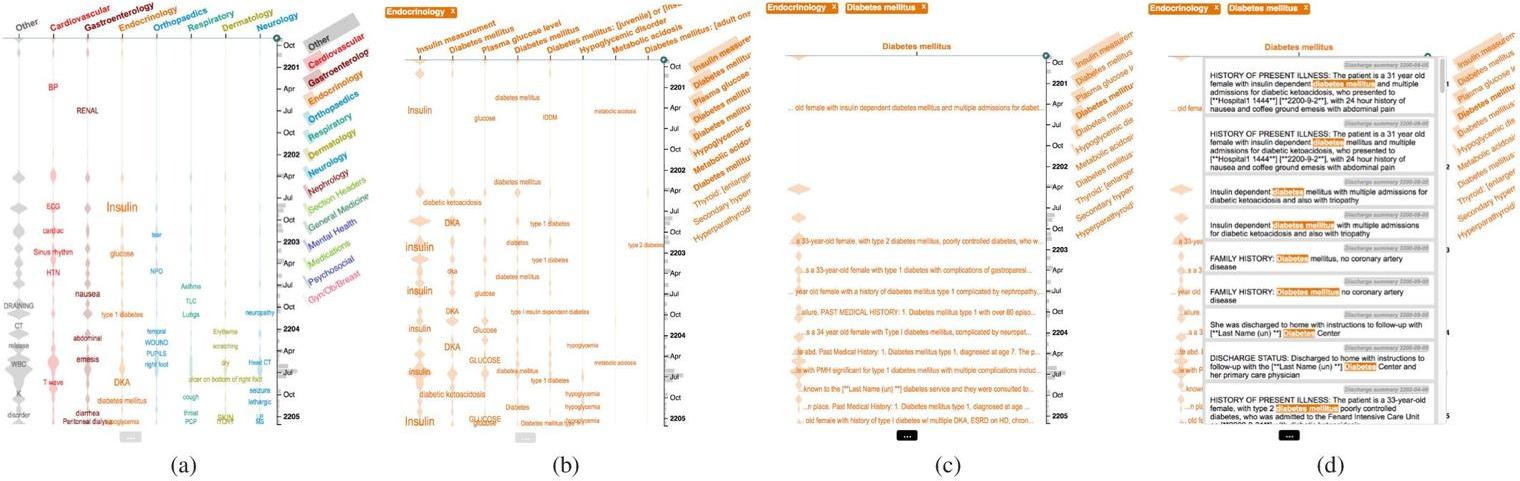 Other
Cardiovascular
Gastroenterology
Endocrinology
Orthopaedics
Respiratory
Dermatology
Neurology
Oct
2201
Apr
Jul
Oct
2202
Apr
Jul
Oct
2203
Apr
Jul
Oct
2204
Apr
Jul
Oct
2205
BP
RENAL
ECG
Insulin
cardiac
tear
Sinus rhythm
glucose
HTN
NPO
Asthma
nausea
TLC
DRAINING
type 1 diabetes
Lungs
neuropathy
CT
femoral
Erythema
abdominal
WOUND
release
scratching
PUPILS
emesis
WBC
right foot
dry
Head CT
T wave
DKA
ulcer on bottom of right foot
K
seizure
cough
diabetes mellitus
lethargic
disorder
diarrhea
throat
SKIN
PCP
MS
Other
Cardiovascular
Gastroenterolog
Endocrinology
Orthopaedics
Respiratory
Dermatology
Neurology
Nephrology
Section Headers
General Medicine
Mental Health
Medications
Psychosocial
Gyn/Ob/Breast
...
(a)
Endocrinology x
Insulin measurement
Diabetes mellitus
Plasma glucose level
Diabetes mellitus
Diabetes mellitus: [juvenile] or [ins
Hypoglycemic disorder
Metabolic acidosis
Diabetes mellitus: [adult ons
Oct
2201
Apr
Jul
Oct
2202
Apr
Jul
Oct
2203
Apr
Jul
Oct
2204
Apr
Jul
Oct
2205
diabetes mellitus
Insulin
metabolic acidosis
glucose
IDDM
diabetes mellitus
diabetic ketoacidosis
DKA
type 1 diabetes
insulin
diabetes
type 2 diabetes
type 1 diabetes
dka
diabetes mellitus
insulin
glucose
DKA
type I insulin dependent diabetes
insulin
Glucose
DKA
hypoglycemia
GLUCOSE
metabolic acidosis
insulin
diabetes mellitus
type 1 diabetes
diabetic ketoacidosis
hypoglycemia
Diabetes
hypoglycemia
Insulin
GLUCOSE
Insulin measurem
Diabetes mellitus
Plasma glucose le
Diabetes mellitus
Diabetes mellitus:
Hypoglycemic di
Metabolic acidos
Diabetes mellitus
Thyroid: [enlarge
Secondary hyper
Hyperparathyroid
...
(b)
Endocrinology x
Diabetes mellitus x
Diabetes mellitus
Oct
2201
Apr
Jul
Oct
2202
Apr
Jul
Oct
2203
Apr
Jul
Oct
2204
Apr
Jul
Oct
2205
... old female with insulin dependent diabetes mellitus and multiple admissions for diabet...
a 33-year-old female, with type 2 diabetes mellitus, poorly controlled diabetes, who w...
...s a 33-year-old female with type 1 diabetes with complications of gastroparesi...
year old female with a history of diabetes mellitus type 1 complicated by nephropathy,...
...ailure. PAST MEDICAL HISTORY: 1. Diabetes mellitus type 1 with over 80 episo...
...s a 34 year old female with Type I diabetes mellitus, complicated by neuropat...
...te abd. Past Medical History: 1. Diabetes Mellitus type 1, diagnosed at age 7. The p...
...e with PMH significant for type 1 diabetes mellitus with multiple complications includ...
...known to the [**Last Name (un) **] diabetes service and they were consulted to...
...n place. Past Medical History: 1. Diabetes Mellitus type 1, diagnosed at age ...
old female with history of type I diabetes w/ multiple DKA, ESRD on HD, chron...
Insulin measurem
Diabetes mellitus
Plasma glucose le
Diabetes mellitus
Diabetes mellitus:
Hypoglycemic di
Metabolic acidos
Diabetes mellitus
Thyroid: [enlarge
Secondary hyper
Hyperparathyroid
...
(c)
Endocrinology x
Diabetes mellitus x
Diabetes mellitus
Discharge summary 2200-09-05
HISTORY OF PRESENT ILLNESS: The patient is a 31 year old
female with insulin dependent diabetes mellitus and multiple
admissions for diabetic ketoacidosis, who presented to
[**Hospital1 1444**] [**2200-9-2**], with 24 hour history of
nausea and coffee ground emesis with abdominal pain
Discharge summary 2200-09-05
HISTORY OF PRESENT ILLNESS: The patient is a 31 year old
female with insulin dependent diabetes mellitus and multiple
admissions for diabetic ketoacidosis, who presented to
[**Hospital1 1444**] [**2200-9-2**], with 24 hour history of
nausea and coffee ground emesis with abdominal pain
Discharge summary 2200-09-05
Insulin dependent diabetes mellitus with multiple admissions
for diabetic ketoacidosis and also with triopathy
Discharge summary 2200-09-05
Insulin dependent diabetes mellitus with multiple admissions
for diabetic ketoacidosis and also with triopathy
Discharge summary 2200-09-05
FAMILY HISTORY: Diabetes mellitus, no coronary artery
disease
Discharge summary 2200-09-05
FAMILY HISTORY: Diabetes mellitus no coronary artery
disease
Discharge summary 2200-09-05
She was discharged to home with instructions to follow-up with
[**Last Name (un) **] Diabetes Center
Discharge summary 2200-09-05
DISCHARGE STATUS: Discharged to home with instructions to
follow-up with the [**Last Name (un) **] Diabetes Center and
her primary care physician
HISTORY OF PRESENT ILLNESS: The patient is a 33-year-old
female, with type 2 diabetes mellitus poorly controlled
diabetes, who was admitted to the Fenard Intensive Care Unit
Insulin measurem
Diabetes mellitus
Plasma glucose le
Diabetes mellitus
Diabetes mellitus:
Hypoglycemic di
Metabolic acidos
Diabetes mellitus
Thyroid: [enlarge
Secondary hyper
Hyperparathyroid
...
(d)